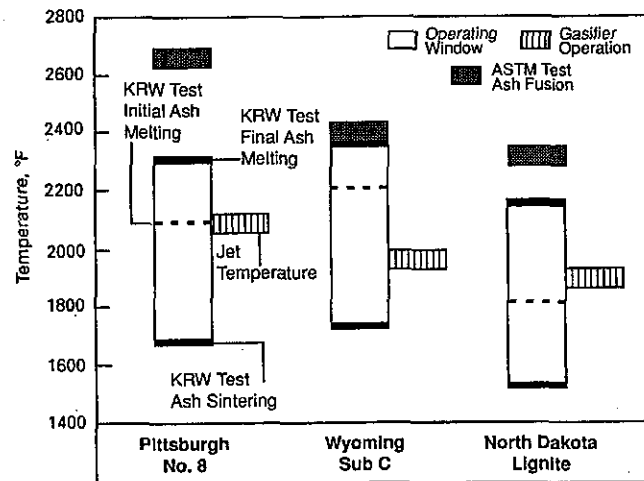 2800
2600
2400
2200
2000
1800
1600
1400
Temperature, °F
Operating
Window
Gasifier
Operation
ASTM Test
Ash Fusion
KRW Test
Initial Ash
Melting
KRW Test
Final Ash
Melting
Jet
Temperature
KRW Test
Ash Sintering
Pittsburgh
No. 8
Wyoming
Sub C
North Dakota
Lignite